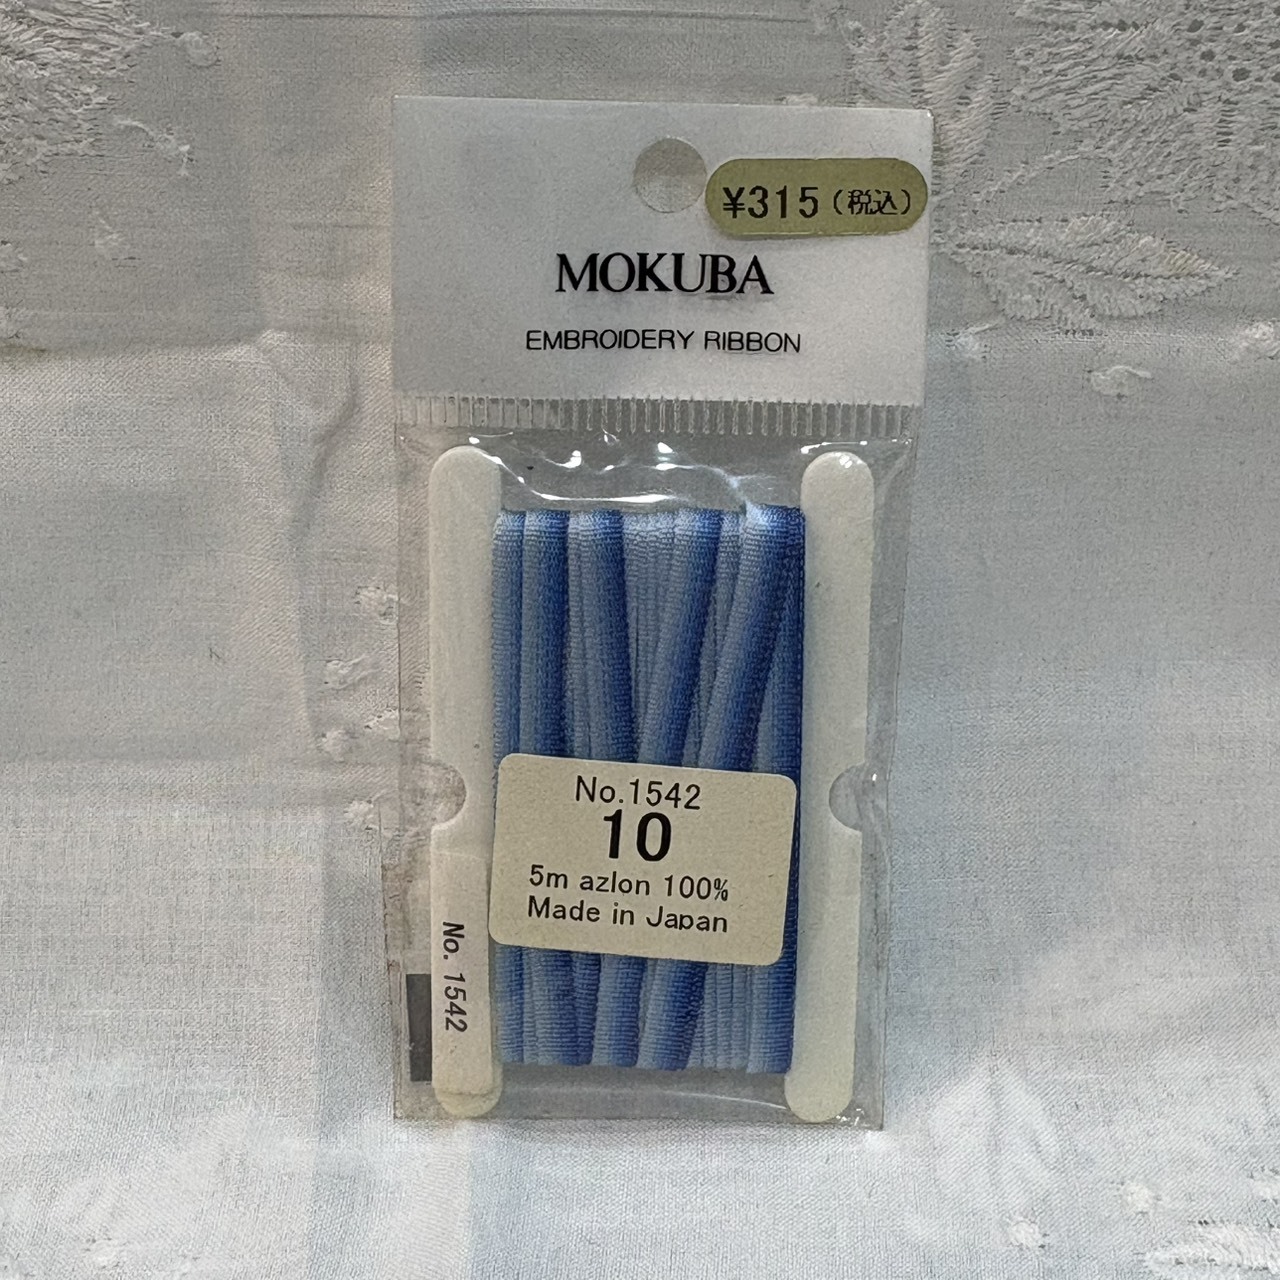 ¥315(税込)
MOKUBA
EMBROIDERY RIBBON
No.1542
10
5m azlon 100%
Made in Japan
No. 1542